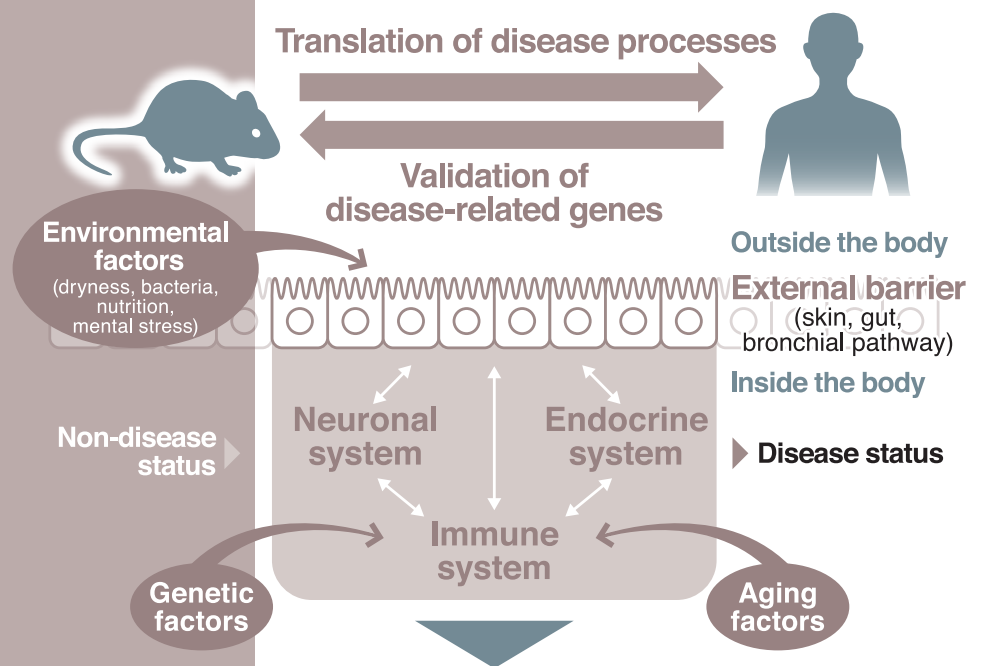 Translation of disease processes
Validation of
disease-related genes
Environmental
factors
(dryness, bacteria,
nutrition,
mental stress)
Outside the body
External barrier
(skin, gut,
bronchial pathway)
Inside the body
Neuronal
system
Endocrine
system
Non-disease
status
Disease status
Immune
system
Genetic
factors
Aging
factors